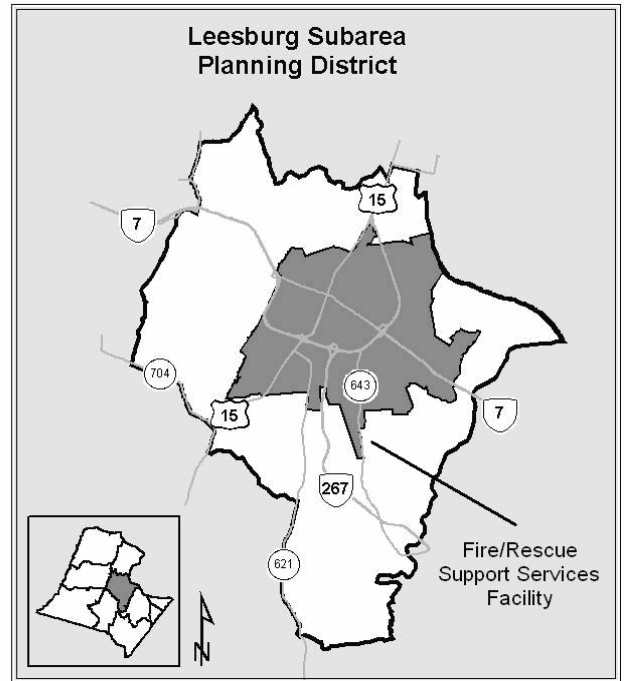 Leesburg Subarea
Planning District
15
7
704
643
15
7
267
621
Fire/Rescue
Support Services
Facility
N